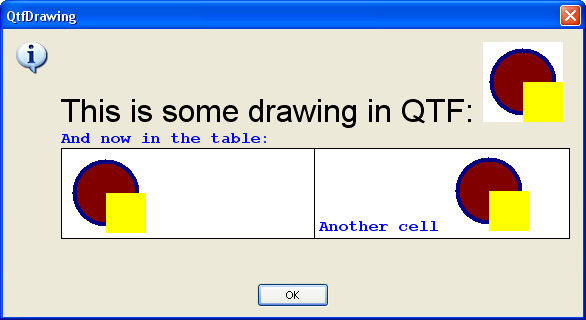 QtfDrawing
This is some drawing in QTF:
And now in the table:
Another cell
OK